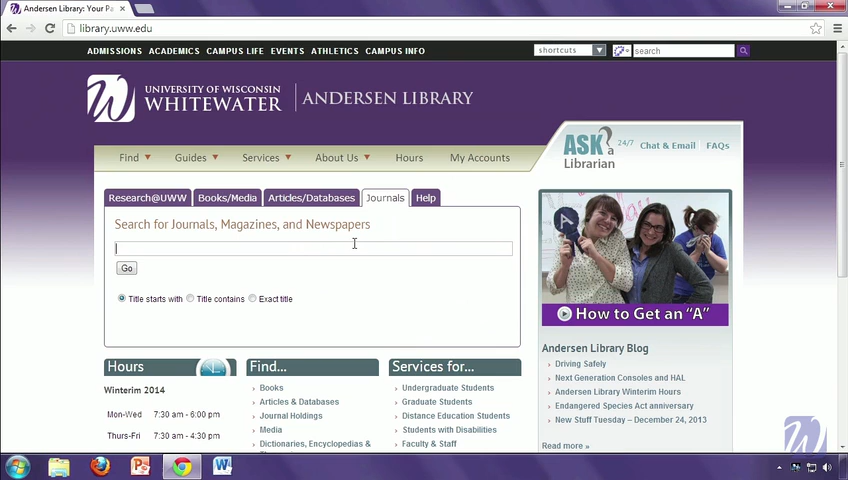 Andersen Library: Your Pa
library.uww.edu
ADMISSIONS ACADEMICS CAMPUS LIFE EVENTS ATHLETICS CAMPUS INFO
shortcuts
search
UNIVERSITY OF WISCONSIN
WHITEWATER
ANDERSEN LIBRARY
ASK a Librarian
24/7 Chat & Email FAQs
Find Guides Services About Us Hours My Accounts
Research@UWW Books/Media Articles/Databases Journals Help
Search for Journals, Magazines, and Newspapers
Go
Title starts with Title contains Exact title
A
How to Get an "A"
Hours
Winterim 2014
Mon-Wed 7:30 am - 6:00 pm
Thurs-Fri 7:30 am - 4:30 pm
Find...
Books
Articles & Databases
Journal Holdings
Media
Dictionaries, Encyclopedias &
Services for...
Undergraduate Students
Graduate Students
Distance Education Students
Students with Disabilities
Faculty & Staff
Andersen Library Blog
Driving Safely
Next Generation Consoles and HAL
Andersen Library Winterim Hours
Endangered Species Act anniversary
New Stuff Tuesday – December 24, 2013
Read more »